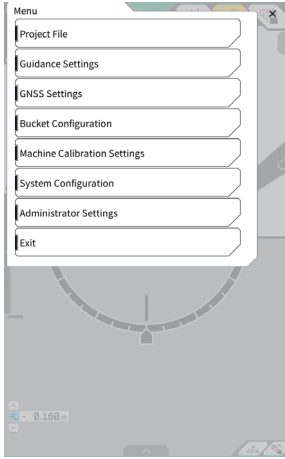 Menu
Project File
Guidance Settings
GNSS Settings
Bucket Configuration
Machine Calibration Settings
System Configuration
Administrator Settings
Exit
- 0.160 m